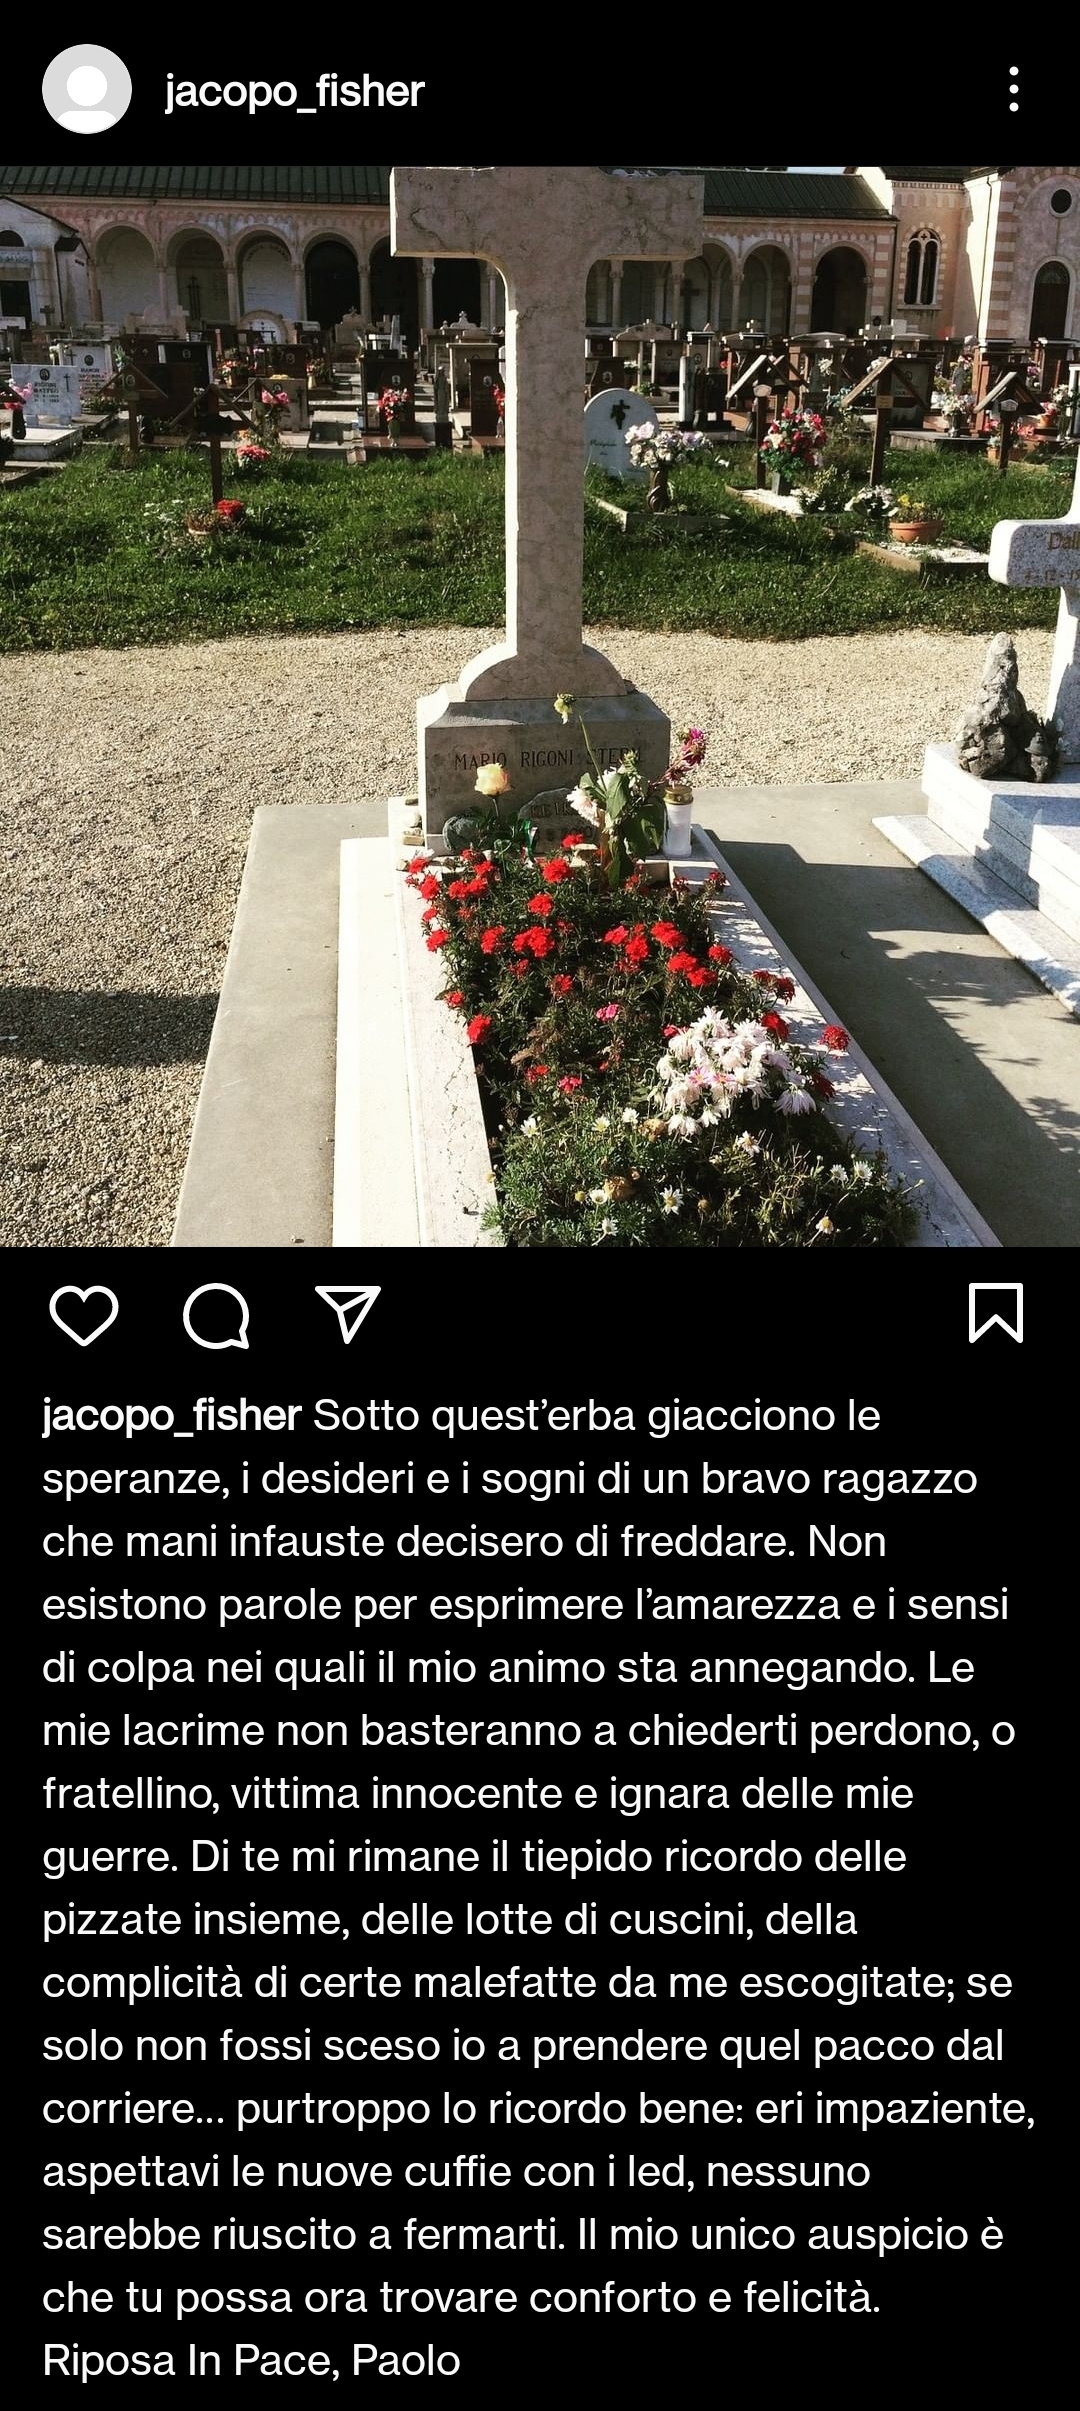 jacopo_fisher
MARIO RIGONI STERN
jacopo_fisher Sotto quest’erba giacciono le
speranze, i desideri e i sogni di un bravo ragazzo
che mani infauste decisero di freddare. Non
esistono parole per esprimere l’amarezza e i sensi
di colpa nei quali il mio animo sta annegando. Le
mie lacrime non basteranno a chiederti perdono, o
fratellino, vittima innocente e ignara delle mie
guerre. Di te mi rimane il tiepido ricordo delle
pizzate insieme, delle lotte di cuscini, della
complicità di certe malefatte da me escogitate; se
solo non fossi sceso io a prendere quel pacco dal
corriere... purtroppo lo ricordo bene: eri impaziente,
aspettavi le nuove cuffie con i led, nessuno
sarebbe riuscito a fermarti. Il mio unico auspicio è
che tu possa ora trovare conforto e felicità.
Riposa In Pace, Paolo